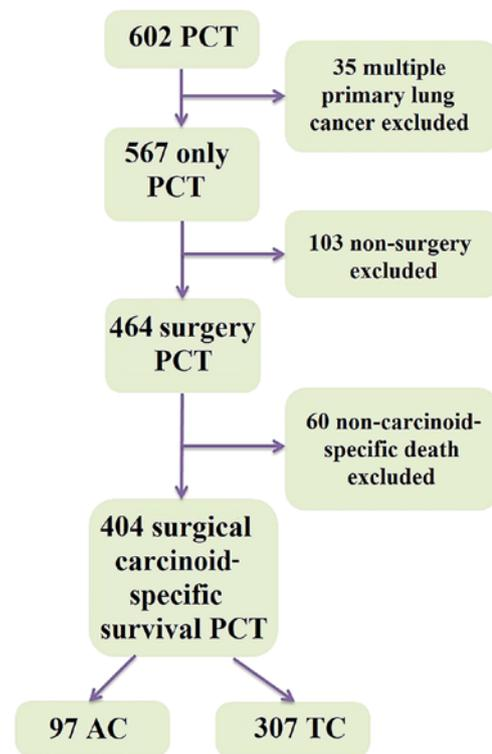 602 PCT
35 multiple
primary lung
cancer excluded
567 only
PCT
103 non-surgery
excluded
464 surgery
PCT
60 non-carcinoid-
specific death
excluded
404 surgical
carcinoid-
specific
survival PCT
97 AC
307 TC